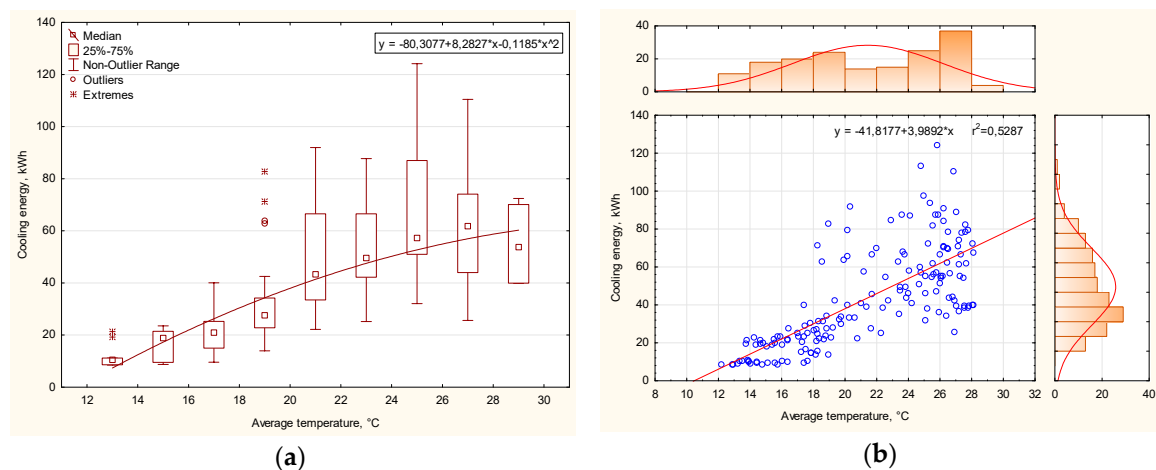 140
120
100
80
60
40
20
0
Cooling energy, kWh
Median
25%-75%
Non-Outlier Range
Outliers
Extremes
y = -80,3077+8,2827*x-0,1185*x^2
12 14 16 18 20 22 24 26 28 30
Average temperature, °C
(a)
40
20
0
140
120
100
80
60
40
20
0
Cooling energy, kWh
y = -41,8177+3,9892*x r²=0,5287
8 10 12 14 16 18 20 22 24 26 28 30 32
Average temperature, °C
0 20 40
(b)